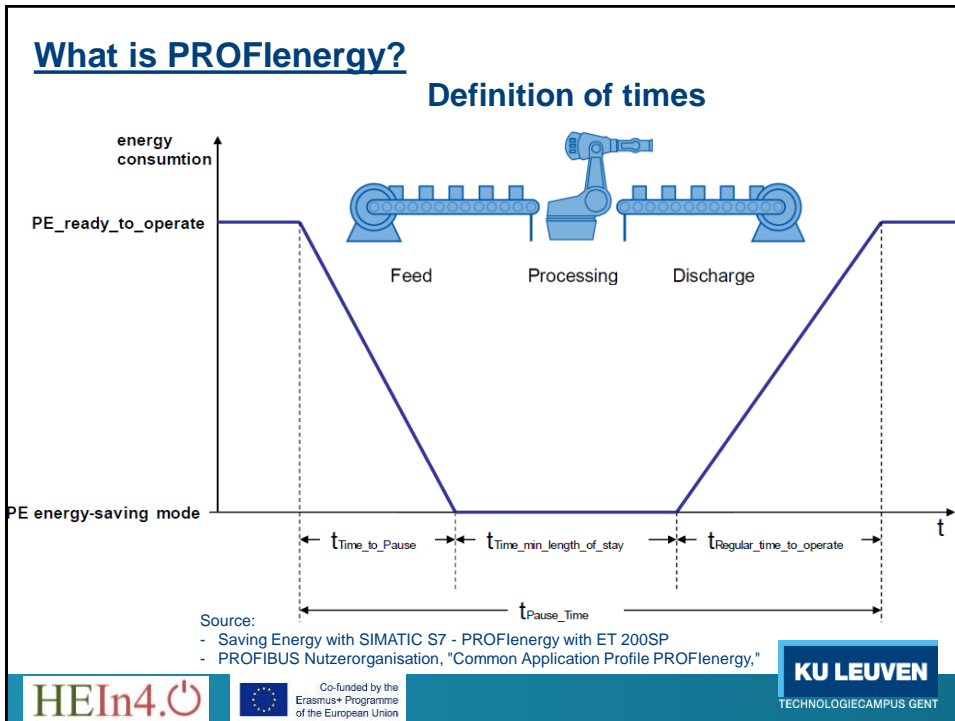 What is PROFIenergy?
Definition of times
energy
consumtion
PE_ready_to_operate
Feed Processing Discharge
PE energy-saving mode
t
tTime_to_Pause tTime_min_length_of_stay tRegular_time_to_operate
tPause_Time
Source:
- Saving Energy with SIMATIC S7 - PROFIenergy with ET 200SP
- PROFIBUS Nutzerorganisation, "Common Application Profile PROFIenergy,"
HEIn4.
Co-funded by the
Erasmus+ Programme
of the European Union
KU LEUVEN
TECHNOLOGIECAMPUS GENT